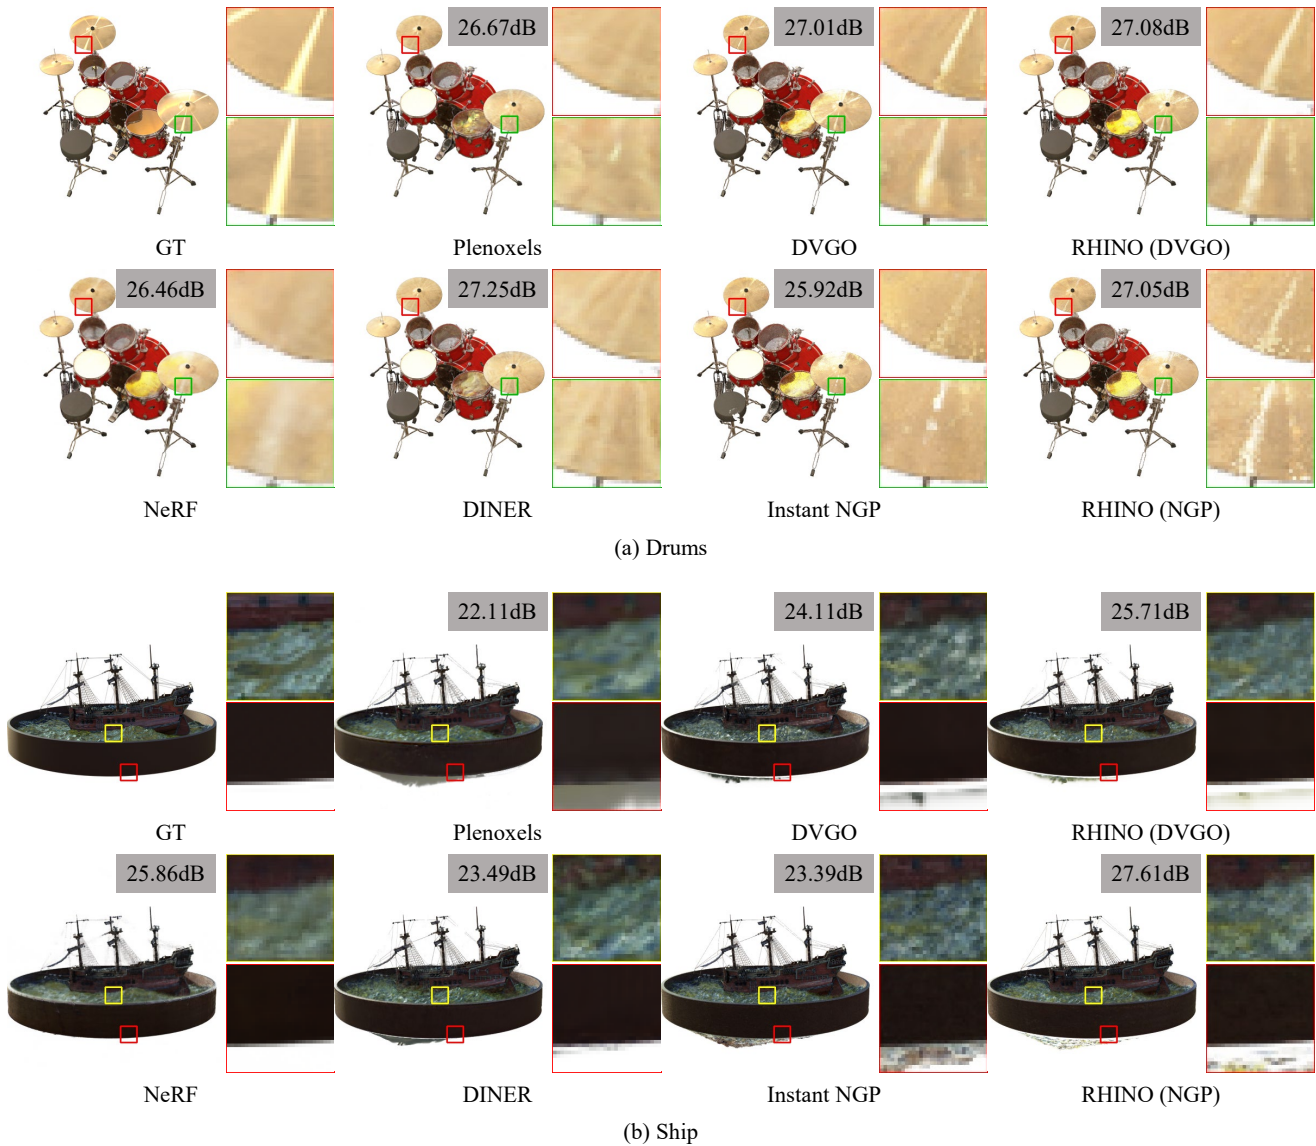 26.67dB 27.01dB 27.08dB
GT Plenoxels DVGO RHINO (DVGO)
26.46dB 27.25dB 25.92dB 27.05dB
NeRF DINER Instant NGP RHINO (NGP)
(a) Drums
22.11dB 24.11dB 25.71dB
GT Plenoxels DVGO RHINO (DVGO)
25.86dB 23.49dB 23.39dB 27.61dB
NeRF DINER Instant NGP RHINO (NGP)
(b) Ship